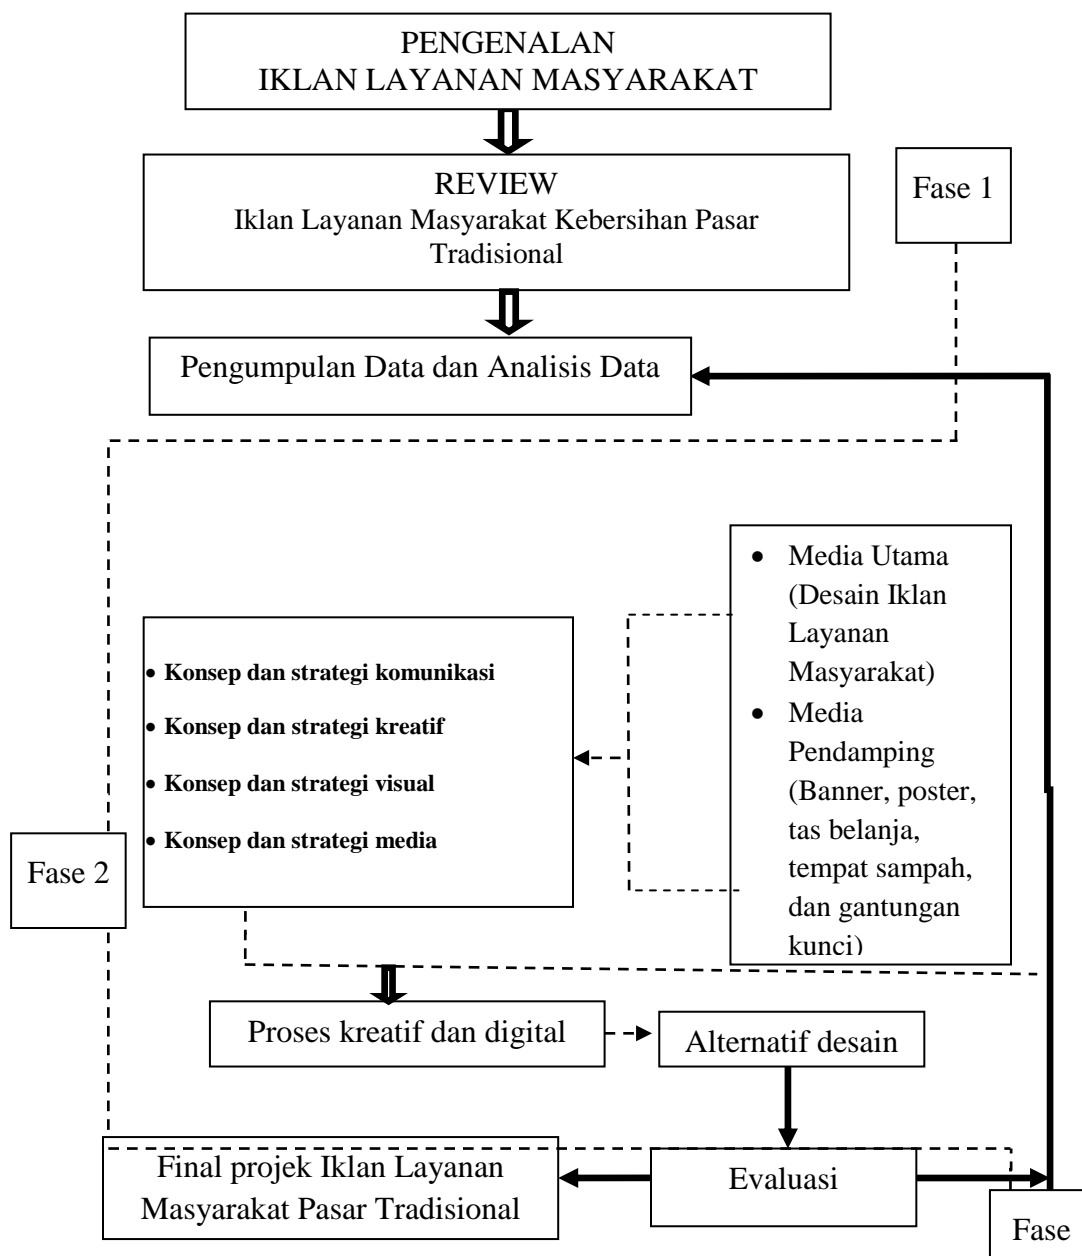 PENGENALAN
IKLAN LAYANAN MASYARAKAT
REVIEW
Iklan Layanan Masyarakat Kebersihan Pasar
Tradisional
Fase 1
Pengumpulan Data dan Analisis Data
• Media Utama
(Desain Iklan
Layanan
Masyarakat)
• Media
Pendamping
(Banner, poster,
tas belanja,
tempat sampah,
dan gantungan
kunci)
• Konsep dan strategi komunikasi
• Konsep dan strategi kreatif
• Konsep dan strategi visual
• Konsep dan strategi media
Fase 2
Proses kreatif dan digital
Alternatif desain
Final projek Iklan Layanan
Masyarakat Pasar Tradisional
Evaluasi
Fase